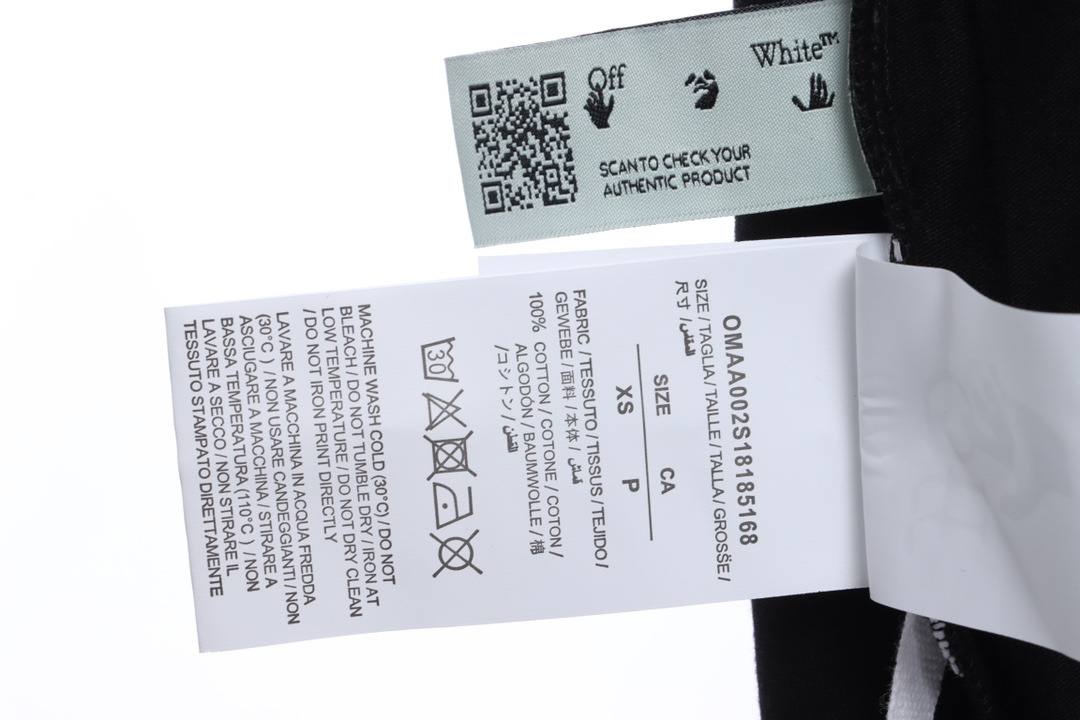 Off White™
SCAN TO CHECK YOUR
AUTHENTIC PRODUCT
OMAA002S18185168
SIZE / TAGLIA / TAILLE / TALLA / GROSSE /
尺寸 / المقاس
SIZE CA
XS P
FABRIC / TESSUTO / TISSUS / TEJIDO /
GEWEBE / 面料 / 本体 / قماش
100% COTTON / COTONE / COTON /
ALGODÓN / BAUMWOLLE / 棉
/ コットン / القطن
30
MACHINE WASH COLD (30°C) / DO NOT
BLEACH / DO NOT TUMBLE DRY / IRON AT
LOW TEMPERATURE / DO NOT DRY CLEAN
/ DO NOT IRON PRINT DIRECTLY
LAVARE A MACCHINA IN ACQUA FREDDA
(30°C ) / NON USARE CANDEGGIANTI / NON
ASCIUGARE A MACCHINA / STIRARE A
BASSA TEMPERATURA (110°C ) / NON
LAVARE A SECCO / NON STIRARE IL
TESSUTO STAMPATO DIRETTAMENTE